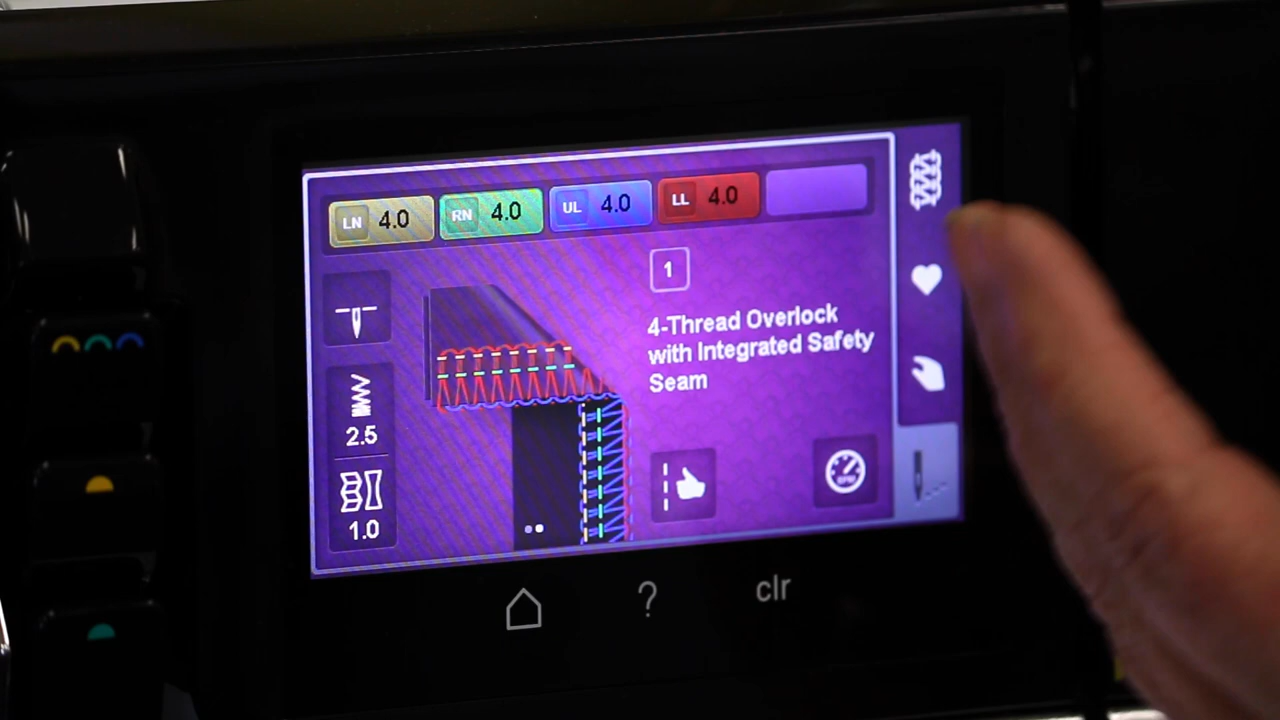 LN 4.0 RN 4.0 UL 4.0 LL 4.0
1
4-Thread Overlock
with Integrated Safety
Seam
2.5
1.0
? clr